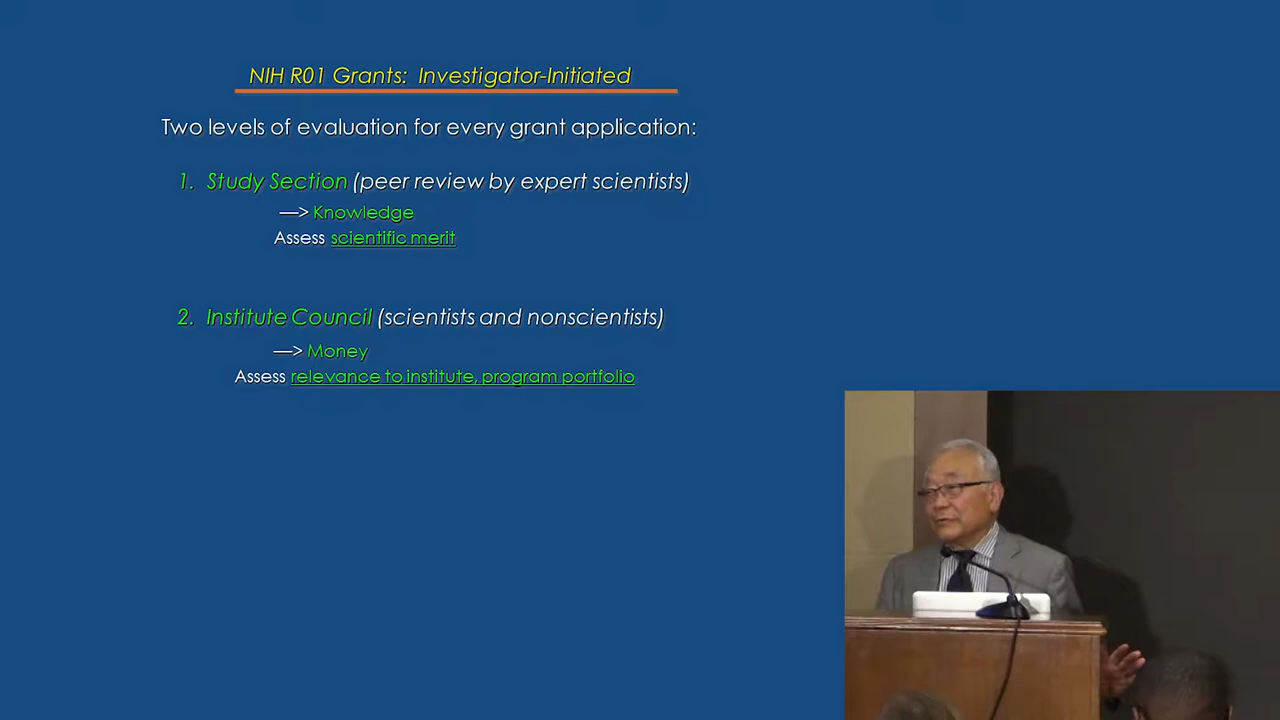 NIH R01 Grants: Investigator-Initiated
Two levels of evaluation for every grant application:
1. Study Section (peer review by expert scientists)
—> Knowledge
Assess scientific merit
2. Institute Council (scientists and nonscientists)
—> Money
Assess relevance to institute, program portfolio